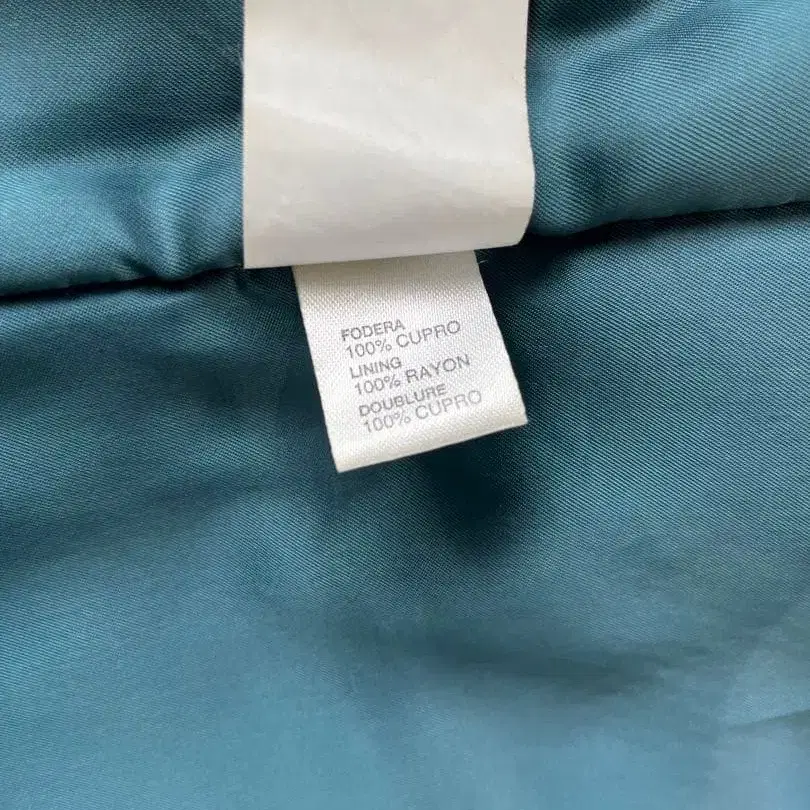 FODERA
100% CUPRO
LINING
100% RAYON
DOUBLURE
100% CUPRO